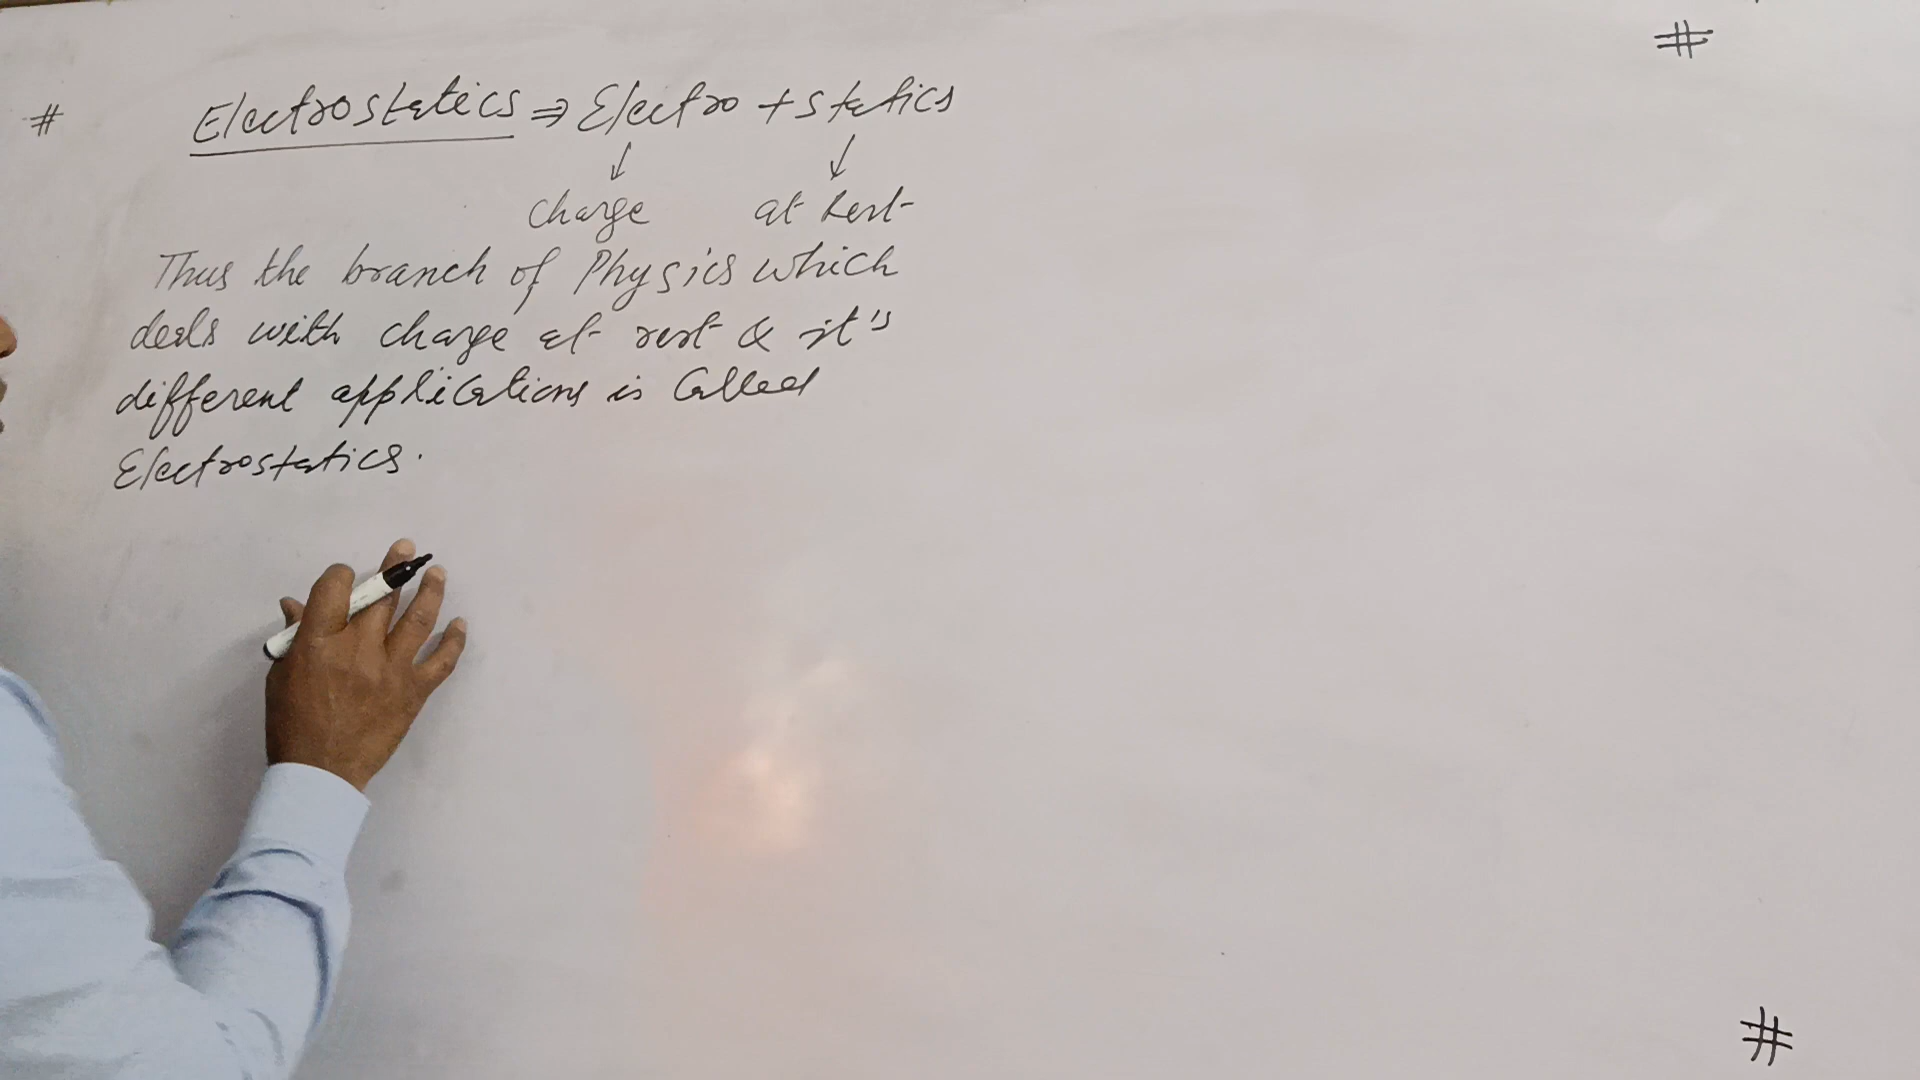 #
# Electrostatics ⇒ Electro + statics
↓ ↓
charge at Rest
Thus the branch of Physics which
deals with charge at rest & it's
different applications is Called
Electrostatics.
#